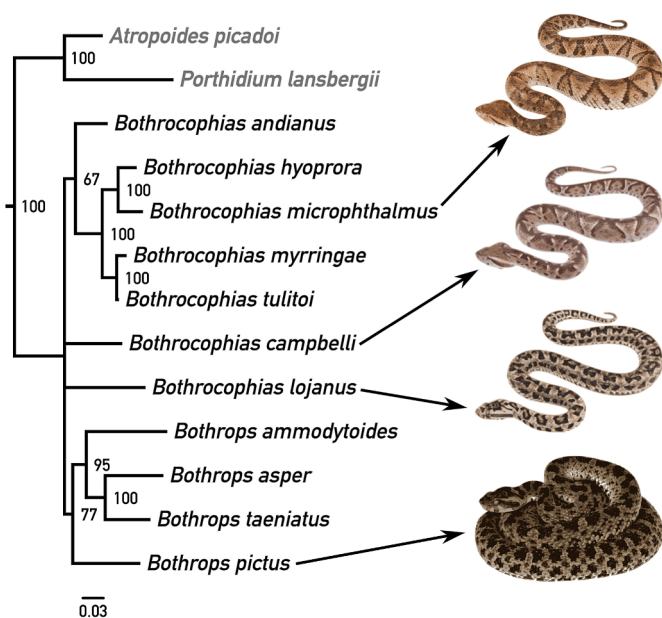 Atropoides picadoi
100
Porthidium lansbergii
Bothrocophias andianus
67
Bothrocophias hyoprora
100
Bothrocophias microphthalmus
100
100
Bothrocophias myrringae
100
Bothrocophias tulitoi
Bothrocophias campbelli
Bothrocophias lojanus
Bothrops ammodytoides
95
Bothrops asper
100
77
Bothrops taeniatus
Bothrops pictus
0.03